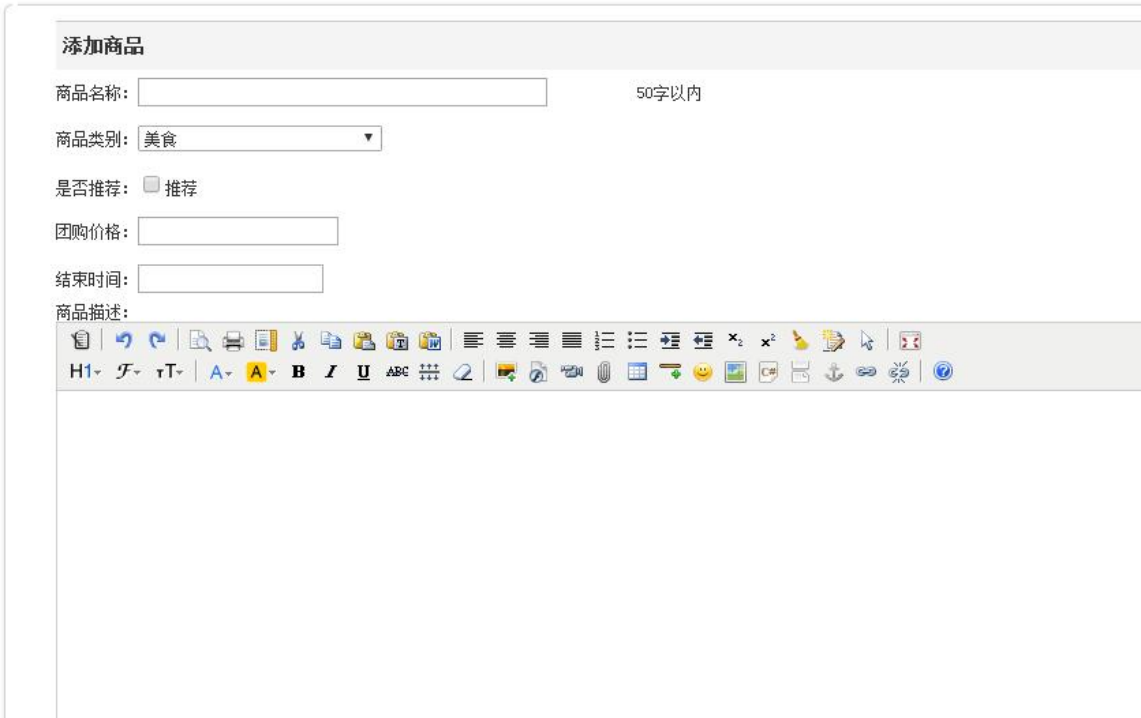 添加商品
商品名称： 50字以内
商品类别： 美食
是否推荐： 推荐
团购价格：
结束时间：
商品描述：
H1 F тT A A B I U ABC